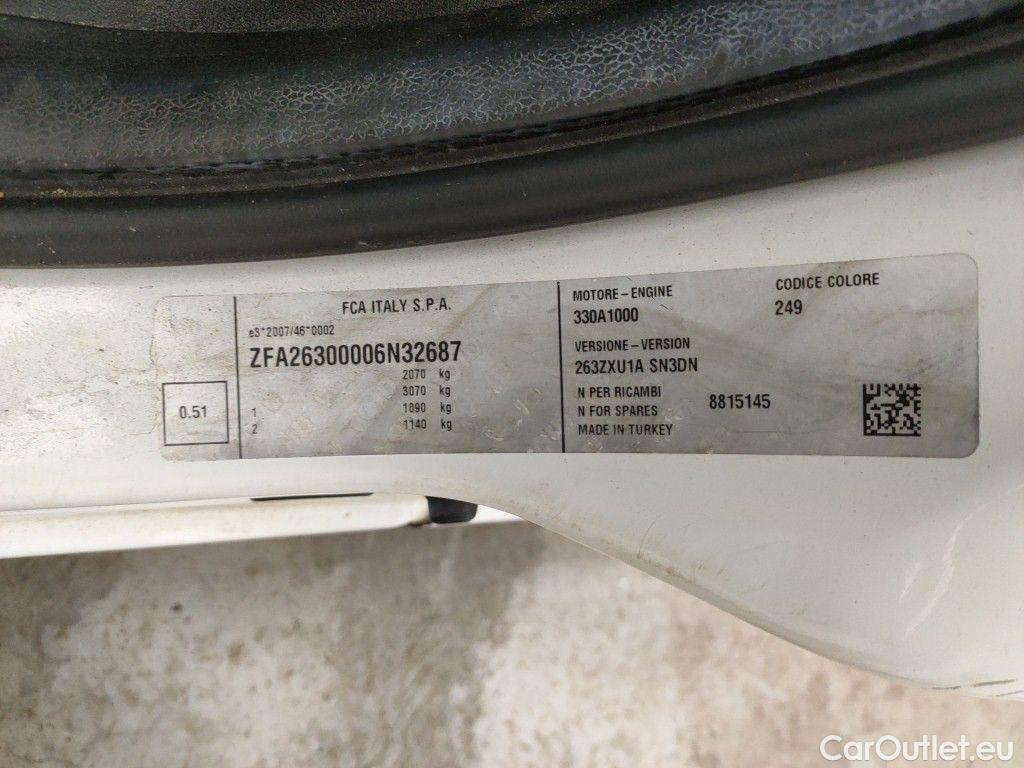 FCA ITALY S.P.A.
e3*2007/46*0002
ZFA26300006N32687
2070 kg
3070 kg
1 1090 kg
2 1140 kg
0.51
MOTORE – ENGINE
330A1000
CODICE COLORE
249
VERSIONE – VERSION
263ZXU1A SN3DN
N PER RICAMBI
N FOR SPARES 8815145
MADE IN TURKEY
CarOutlet.eu